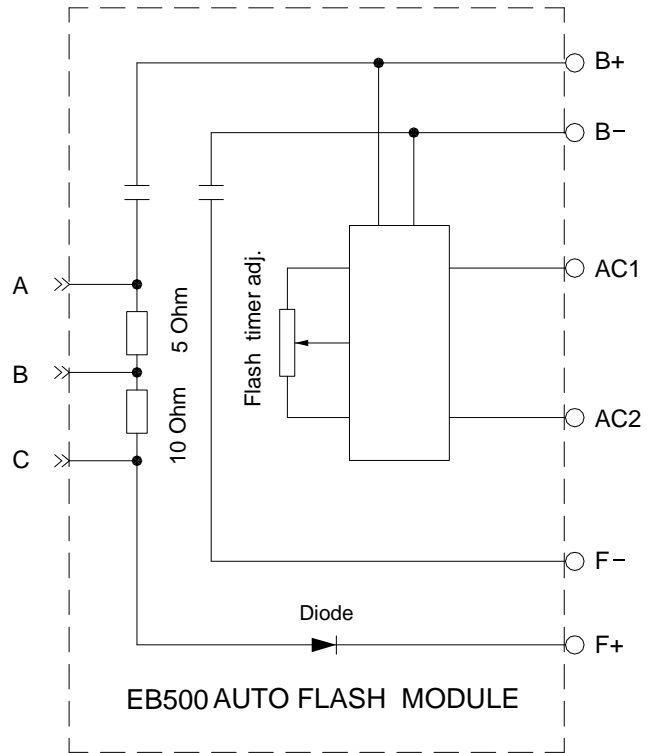 B+
B−
AC1
A
Flash timer adj.
5 Ohm
B
10 Ohm
AC2
C
F−
Diode
F+
EB500 AUTO FLASH MODULE